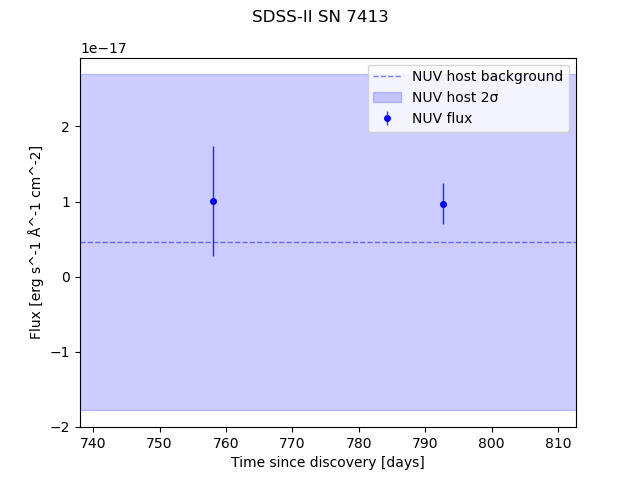 SDSS-II SN 7413
1e−17
NUV host background
NUV host 2σ
NUV flux
2
1
0
−1
−2
Flux [erg s^-1 Å^-1 cm^-2]
740 750 760 770 780 790 800 810
Time since discovery [days]